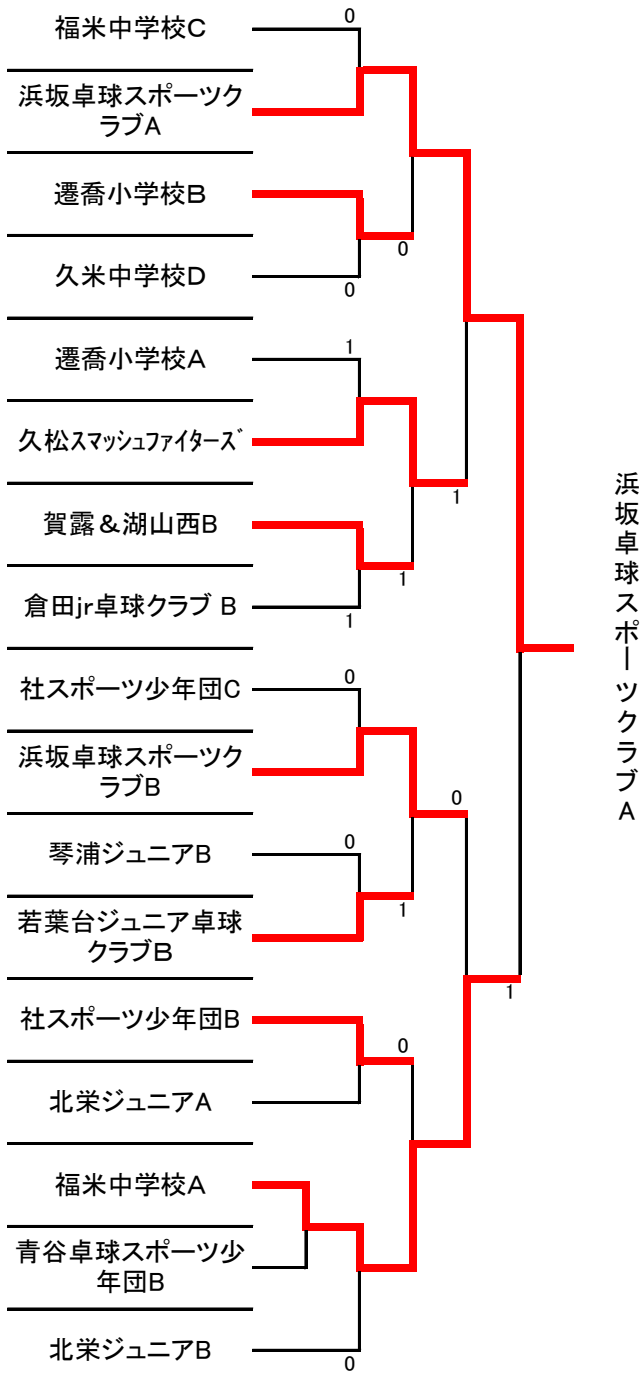 福米中学校C
0
浜坂卓球スポーツク
ラブA
遷喬小学校B
0
久米中学校D
0
遷喬小学校A
1
久松スマッシュファイターズ
1
賀露＆湖山西B
1
倉田jr卓球クラブ B
1
社スポーツ少年団C
0
浜坂卓球スポーツク
ラブB
0
琴浦ジュニアB
0
若葉台ジュニア卓球
クラブB
1
社スポーツ少年団B
1
0
北栄ジュニアA
福米中学校A
青谷卓球スポーツ少
年団B
北栄ジュニアB
0
浜坂卓球スポーツクラブA